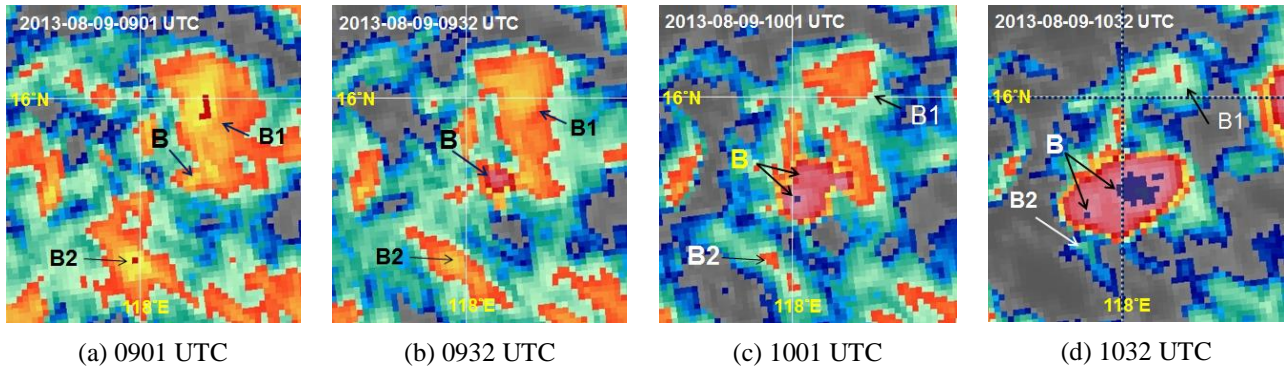 2013-08-09-0901 UTC
16°N
B
B1
B2
118°E
(a) 0901 UTC
2013-08-09-0932 UTC
16°N
B
B1
B2
118°E
(b) 0932 UTC
2013-08-09-1001 UTC
16°N
B1
B
B2
118°E
(c) 1001 UTC
2013-08-09-1032 UTC
16°N
B1
B
B2
118°E
(d) 1032 UTC